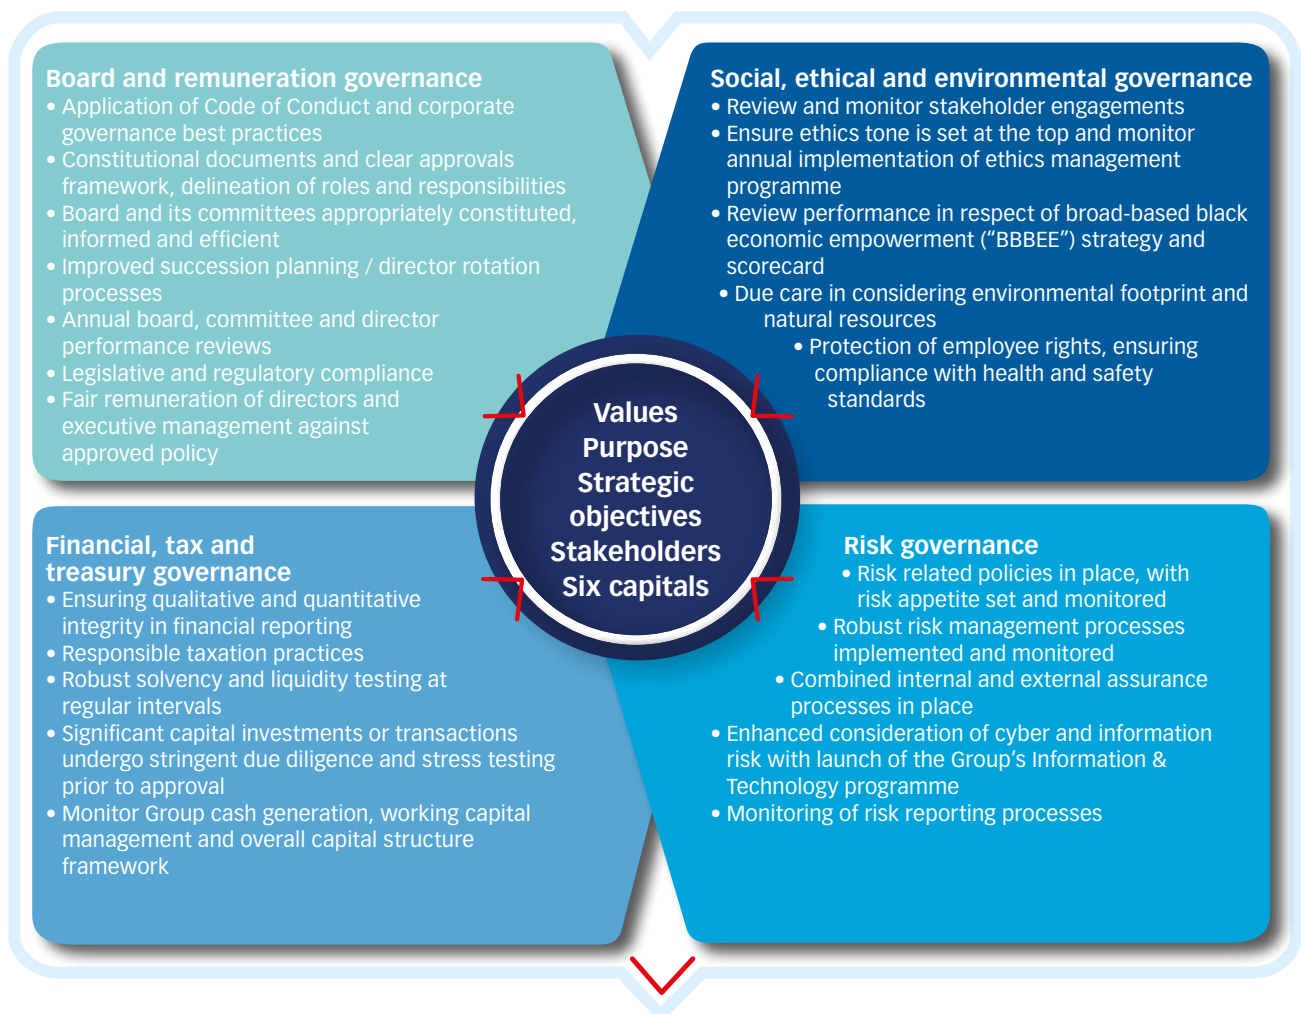 Board and remuneration governance
• Application of Code of Conduct and corporate
governance best practices
• Constitutional documents and clear approvals
framework, delineation of roles and responsibilities
• Board and its committees appropriately constituted,
informed and efficient
• Improved succession planning / director rotation
processes
• Annual board, committee and director
performance reviews
• Legislative and regulatory compliance
• Fair remuneration of directors and
executive management against
approved policy
Social, ethical and environmental governance
• Review and monitor stakeholder engagements
• Ensure ethics tone is set at the top and monitor
annual implementation of ethics management
programme
• Review performance in respect of broad-based black
economic empowerment (“BBBEE”) strategy and
scorecard
• Due care in considering environmental footprint and
natural resources
• Protection of employee rights, ensuring
compliance with health and safety
standards
Values
Purpose
Strategic
objectives
Stakeholders
Six capitals
Financial, tax and
treasury governance
• Ensuring qualitative and quantitative
integrity in financial reporting
• Responsible taxation practices
• Robust solvency and liquidity testing at
regular intervals
• Significant capital investments or transactions
undergo stringent due diligence and stress testing
prior to approval
• Monitor Group cash generation, working capital
management and overall capital structure
framework
Risk governance
• Risk related policies in place, with
risk appetite set and monitored
• Robust risk management processes
implemented and monitored
• Combined internal and external assurance
processes in place
• Enhanced consideration of cyber and information
risk with launch of the Group’s Information &
Technology programme
• Monitoring of risk reporting processes